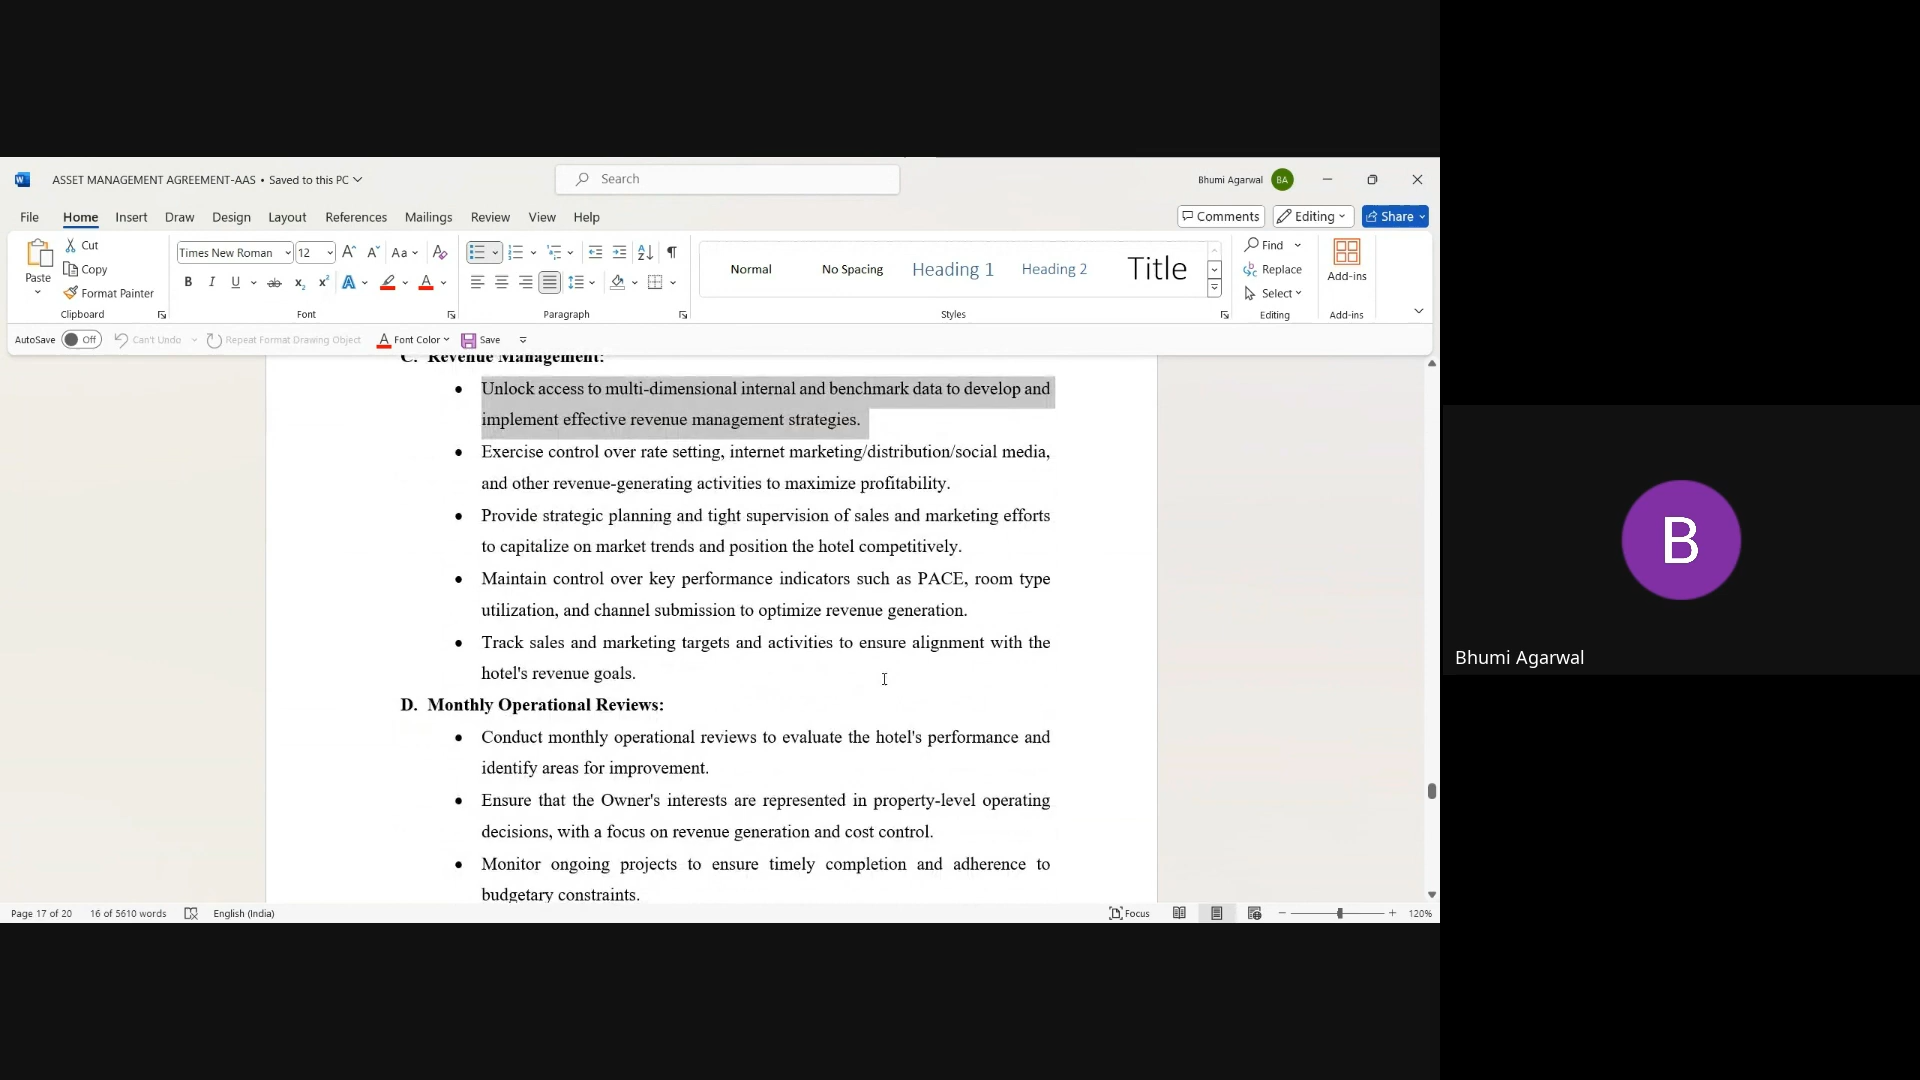 ASSET MANAGEMENT AGREEMENT-AAS • Saved to this PC
Search
Bhumi Agarwal BA
File Home Insert Draw Design Layout References Mailings Review View Help
Comments Editing Share
Paste
Cut
Copy
Format Painter
Clipboard
Times New Roman 12
Aa
B I U ab x₂ x² A A
Font
Paragraph
Normal No Spacing Heading 1 Heading 2 Title
Styles
Find
Replace
Select
Editing
Add-ins
Add-ins
AutoSave Off Can't Undo Repeat Format Drawing Object A Font Color Save
C. Revenue Management:
• Unlock access to multi-dimensional internal and benchmark data to develop and
implement effective revenue management strategies.
• Exercise control over rate setting, internet marketing/distribution/social media,
and other revenue-generating activities to maximize profitability.
• Provide strategic planning and tight supervision of sales and marketing efforts
to capitalize on market trends and position the hotel competitively.
• Maintain control over key performance indicators such as PACE, room type
utilization, and channel submission to optimize revenue generation.
• Track sales and marketing targets and activities to ensure alignment with the
hotel's revenue goals.
D. Monthly Operational Reviews:
• Conduct monthly operational reviews to evaluate the hotel's performance and
identify areas for improvement.
• Ensure that the Owner's interests are represented in property-level operating
decisions, with a focus on revenue generation and cost control.
• Monitor ongoing projects to ensure timely completion and adherence to
budgetary constraints.
Page 17 of 20 16 of 5610 words English (India) Focus 120%
B
Bhumi Agarwal